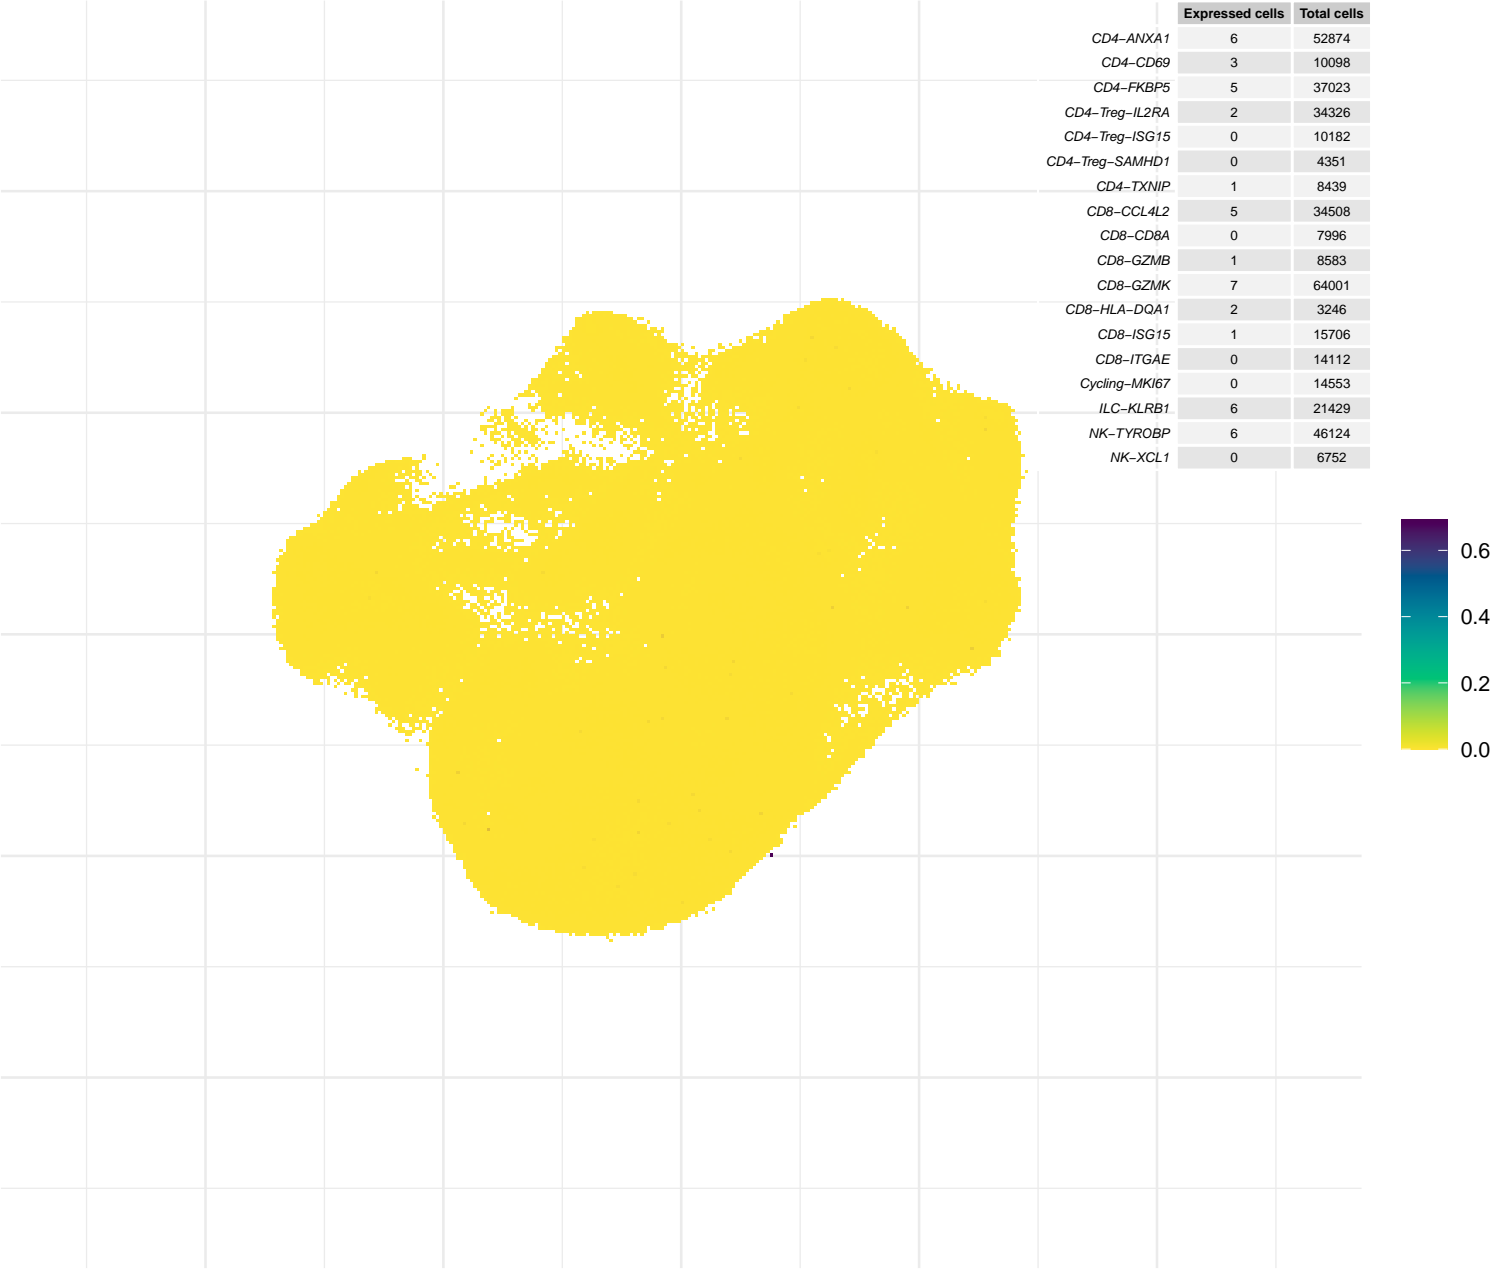 Expressed cells Total cells
CD4−ANXA1 6 52874
CD4−CD69 3 10098
CD4−FKBP5 5 37023
CD4−Treg−IL2RA 2 34326
CD4−Treg−ISG15 0 10182
CD4−Treg−SAMHD1 0 4351
CD4−TXNIP 1 8439
CD8−CCL4L2 5 34508
CD8−CD8A 0 7996
CD8−GZMB 1 8583
CD8−GZMK 7 64001
CD8−HLA−DQA1 2 3246
CD8−ISG15 1 15706
CD8−ITGAE 0 14112
Cycling−MKI67 0 14553
ILC−KLRB1 6 21429
NK−TYROBP 6 46124
NK−XCL1 0 6752
0.6
0.4
0.2
0.0